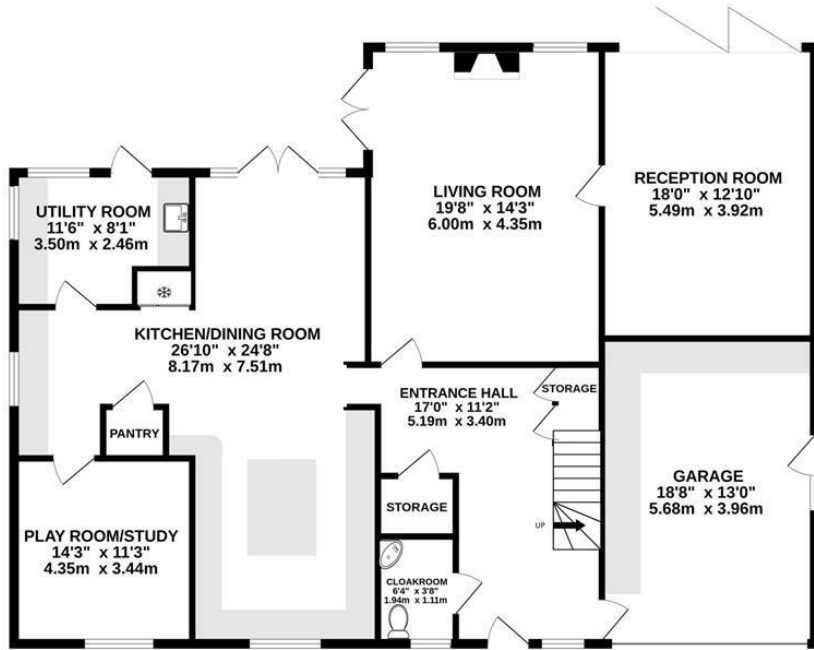 UTILITY ROOM
11'6" x 8'1"
3.50m x 2.46m
LIVING ROOM
19'8" x 14'3"
6.00m x 4.35m
RECEPTION ROOM
18'0" x 12'10"
5.49m x 3.92m
KITCHEN/DINING ROOM
26'10" x 24'8"
8.17m x 7.51m
PANTRY
ENTRANCE HALL
17'0" x 11'2"
5.19m x 3.40m
STORAGE
STORAGE
GARAGE
18'8" x 13'0"
5.68m x 3.96m
UP
PLAY ROOM/STUDY
14'3" x 11'3"
4.35m x 3.44m
CLOAKROOM
6'4" x 3'8"
1.94m x 1.11m